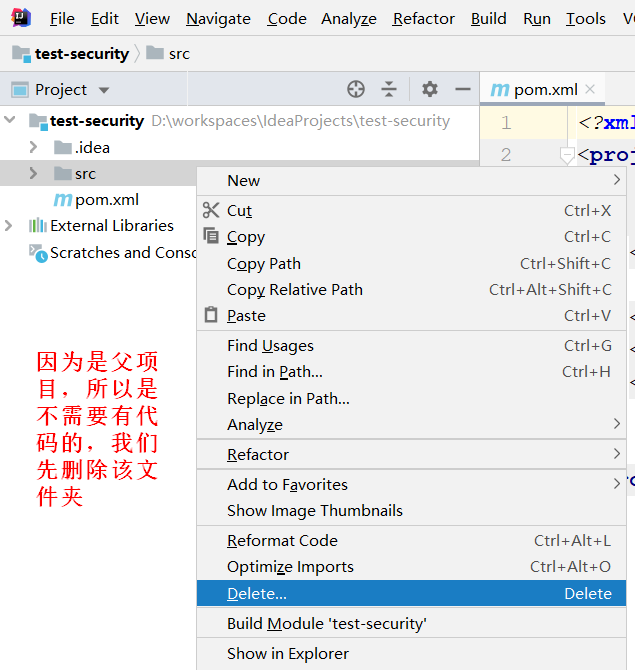 File Edit View Navigate Code Analyze Refactor Build Run Tools
test-security src
Project
pom.xml
test-security D:\workspaces\IdeaProjects\test-security
.idea
src
pom.xml
External Libraries
Scratches and Conso
1 <?xml
2 <proj
New
Cut Ctrl+X
Copy Ctrl+C
Copy Path Ctrl+Shift+C
Copy Relative Path Ctrl+Alt+Shift+C
Paste Ctrl+V
Find Usages Ctrl+G
Find in Path... Ctrl+H
Replace in Path...
Analyze
Refactor
Add to Favorites
Show Image Thumbnails
Reformat Code Ctrl+Alt+L
Optimize Imports Ctrl+Alt+O
Delete... Delete
Build Module 'test-security'
Show in Explorer
因为是父项
目，所以是
不需要有代
码的，我们
先删除该文
件夹